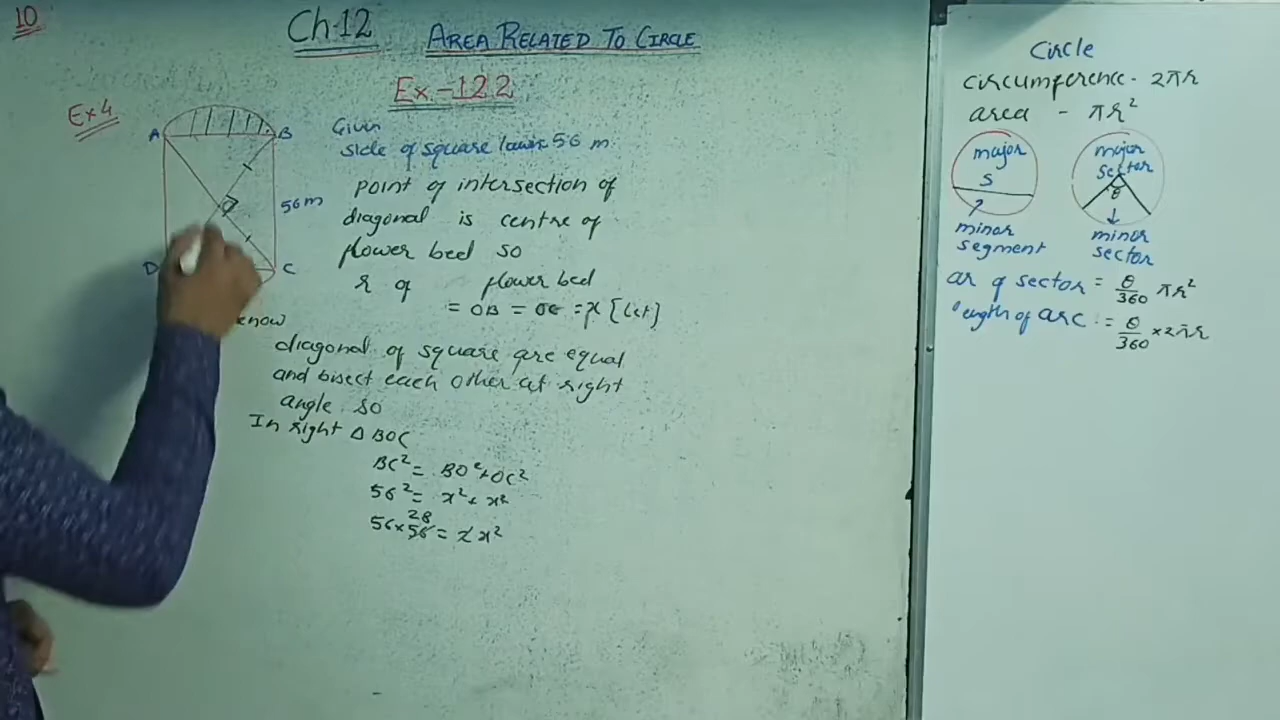 10
Ch.12 AREA RELATED TO CIRCLE
Ex-12.2
Ex 4
A B
56 m
D C
Given
side of square 56 m.
point of intersection of
diagonal is centre of
flower bed so
r of flower bed
= OB = OC = x [let]
know
diagonal of square are equal
and bisect each other at right
angle. so
In right Δ BOC
BC² = BO² + OC²
56² = x² + x²
28
56×56 = 2x²
Circle
circumference - 2πr
area - πr²
major
S
minor
segment
major
sector
θ
minor
sector
ar of sector = θ/360 πr²
length of arc = θ/360 × 2πr